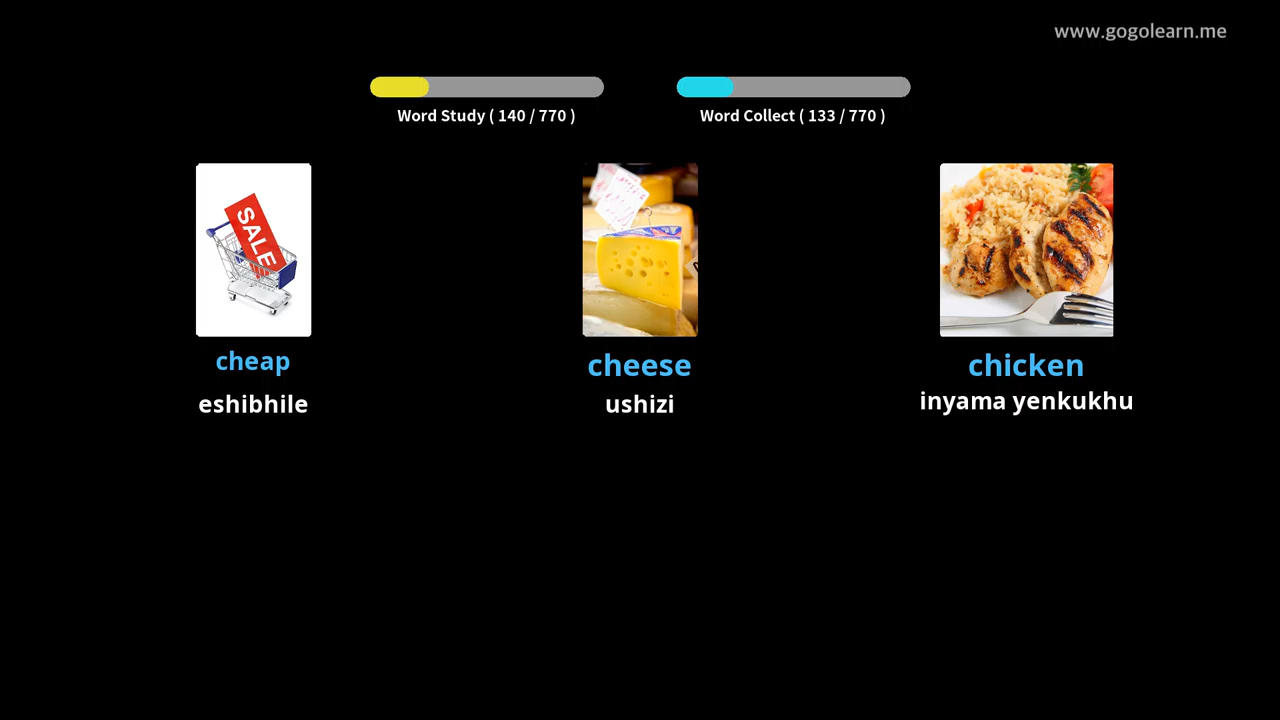 www.gogolearn.me
Word Study ( 140 / 770 )
Word Collect ( 133 / 770 )
SALE
cheap
cheese
chicken
eshibhile
ushizi
inyama yenkukhu